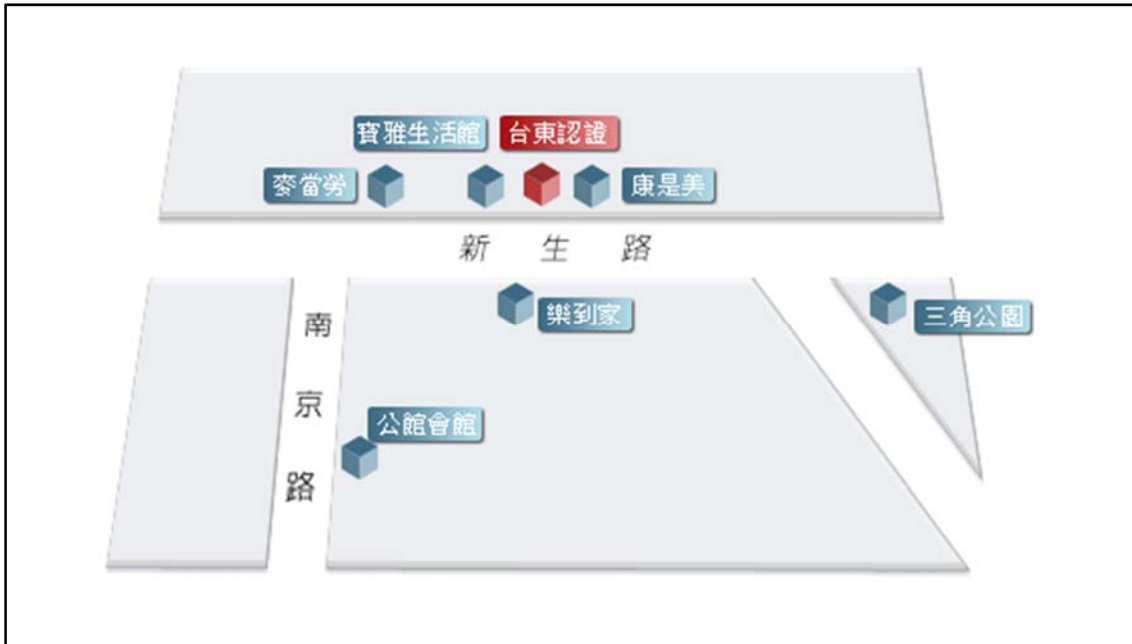 寶雅生活館
台東認證
麥當勞
康是美
新生路
樂到家
三角公園
南京路
公館會館